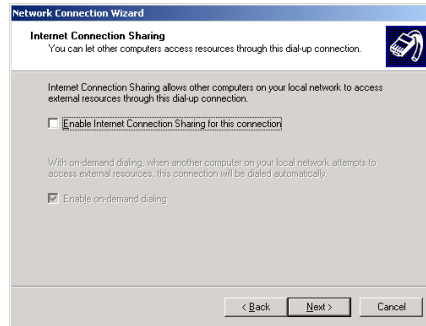 Network Connection Wizard
Internet Connection Sharing
You can let other computers access resources through this dial-up connection.
Internet Connection Sharing allows other computers on your local network to access
external resources through this dial-up connection.
Enable Internet Connection Sharing for this connection
With on-demand dialing, when another computer on your local network attempts to
access external resources, this connection will be dialed automatically.
Enable on-demand dialing
< Back
Next >
Cancel